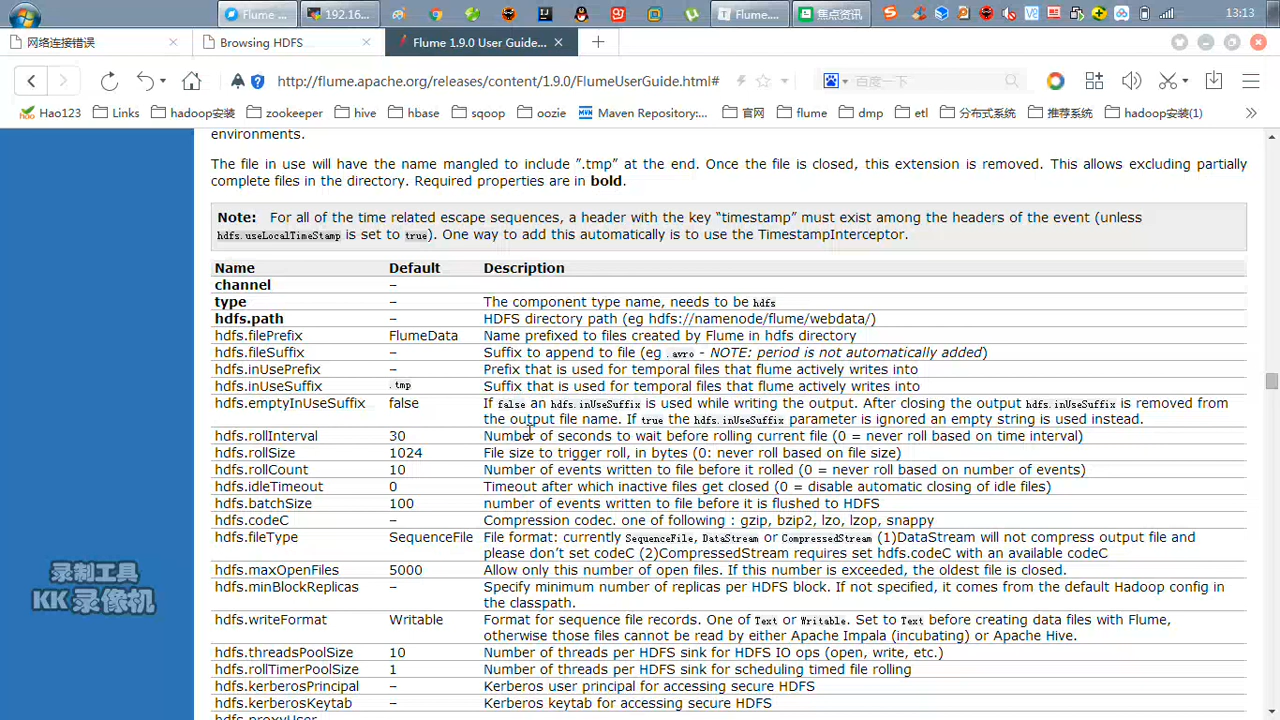 Flume ...
192.16...
Flume....
焦点资讯
13:13
网络连接错误
Browsing HDFS
Flume 1.9.0 User Guide...
http://flume.apache.org/releases/content/1.9.0/FlumeUserGuide.html#
百度一下
Hao123
Links
hadoop安装
zookeeper
hive
hbase
sqoop
oozie
Maven Repository:...
官网
flume
dmp
etl
分布式系统
推荐系统
hadoop安装(1)
environments.
The file in use will have the name mangled to include ”.tmp” at the end. Once the file is closed, this extension is removed. This allows excluding partially
complete files in the directory. Required properties are in bold.
Note: For all of the time related escape sequences, a header with the key “timestamp” must exist among the headers of the event (unless
hdfs.useLocalTimeStamp is set to true). One way to add this automatically is to use the TimestampInterceptor.
Name Default Description
channel –
type – The component type name, needs to be hdfs
hdfs.path – HDFS directory path (eg hdfs://namenode/flume/webdata/)
hdfs.filePrefix FlumeData Name prefixed to files created by Flume in hdfs directory
hdfs.fileSuffix – Suffix to append to file (eg .avro - NOTE: period is not automatically added)
hdfs.inUsePrefix – Prefix that is used for temporal files that flume actively writes into
hdfs.inUseSuffix .tmp Suffix that is used for temporal files that flume actively writes into
hdfs.emptyInUseSuffix false If false an hdfs.inUseSuffix is used while writing the output. After closing the output hdfs.inUseSuffix is removed from
the output file name. If true the hdfs.inUseSuffix parameter is ignored an empty string is used instead.
hdfs.rollInterval 30 Number of seconds to wait before rolling current file (0 = never roll based on time interval)
hdfs.rollSize 1024 File size to trigger roll, in bytes (0: never roll based on file size)
hdfs.rollCount 10 Number of events written to file before it rolled (0 = never roll based on number of events)
hdfs.idleTimeout 0 Timeout after which inactive files get closed (0 = disable automatic closing of idle files)
hdfs.batchSize 100 number of events written to file before it is flushed to HDFS
hdfs.codeC – Compression codec. one of following : gzip, bzip2, lzo, lzop, snappy
hdfs.fileType SequenceFile File format: currently SequenceFile, DataStream or CompressedStream (1)DataStream will not compress output file and
please don’t set codeC (2)CompressedStream requires set hdfs.codeC with an available codeC
hdfs.maxOpenFiles 5000 Allow only this number of open files. If this number is exceeded, the oldest file is closed.
hdfs.minBlockReplicas – Specify minimum number of replicas per HDFS block. If not specified, it comes from the default Hadoop config in
the classpath.
hdfs.writeFormat Writable Format for sequence file records. One of Text or Writable. Set to Text before creating data files with Flume,
otherwise those files cannot be read by either Apache Impala (incubating) or Apache Hive.
hdfs.threadsPoolSize 10 Number of threads per HDFS sink for HDFS IO ops (open, write, etc.)
hdfs.rollTimerPoolSize 1 Number of threads per HDFS sink for scheduling timed file rolling
hdfs.kerberosPrincipal – Kerberos user principal for accessing secure HDFS
hdfs.kerberosKeytab – Kerberos keytab for accessing secure HDFS
hdfs.proxyUser
录制工具
KK 录像机